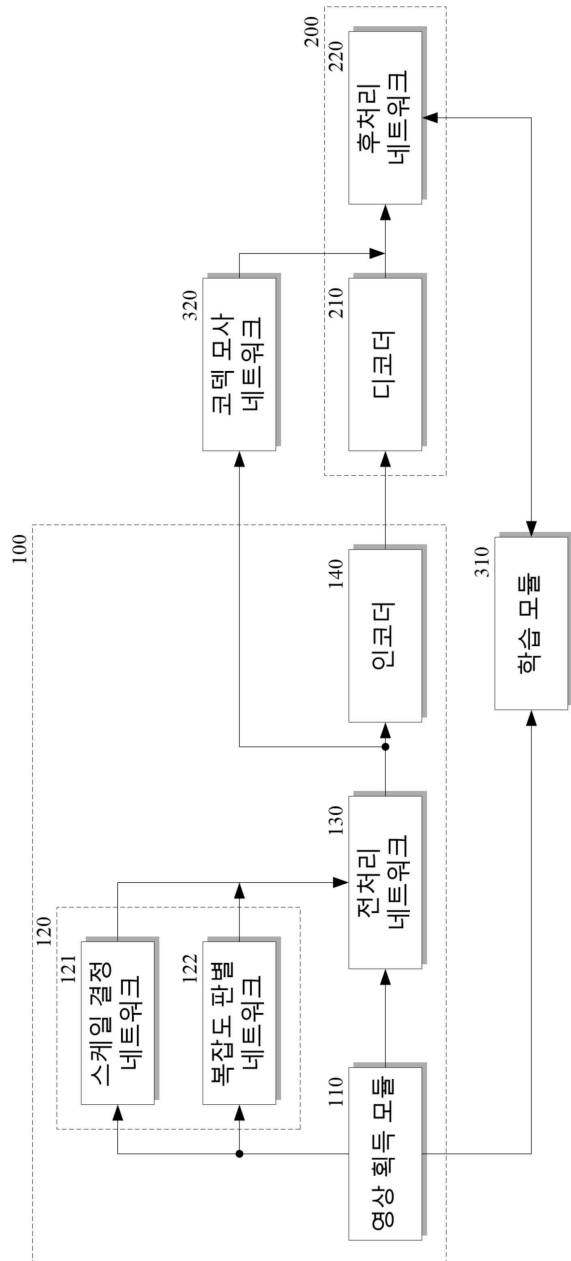 100
120
121
스케일 결정
네트워크
122
복잡도 판별
네트워크
110
영상 획득 모듈
130
전처리
네트워크
140
인코더
320
코덱 모사
네트워크
200
210
디코더
220
후처리
네트워크
310
학습 모듈